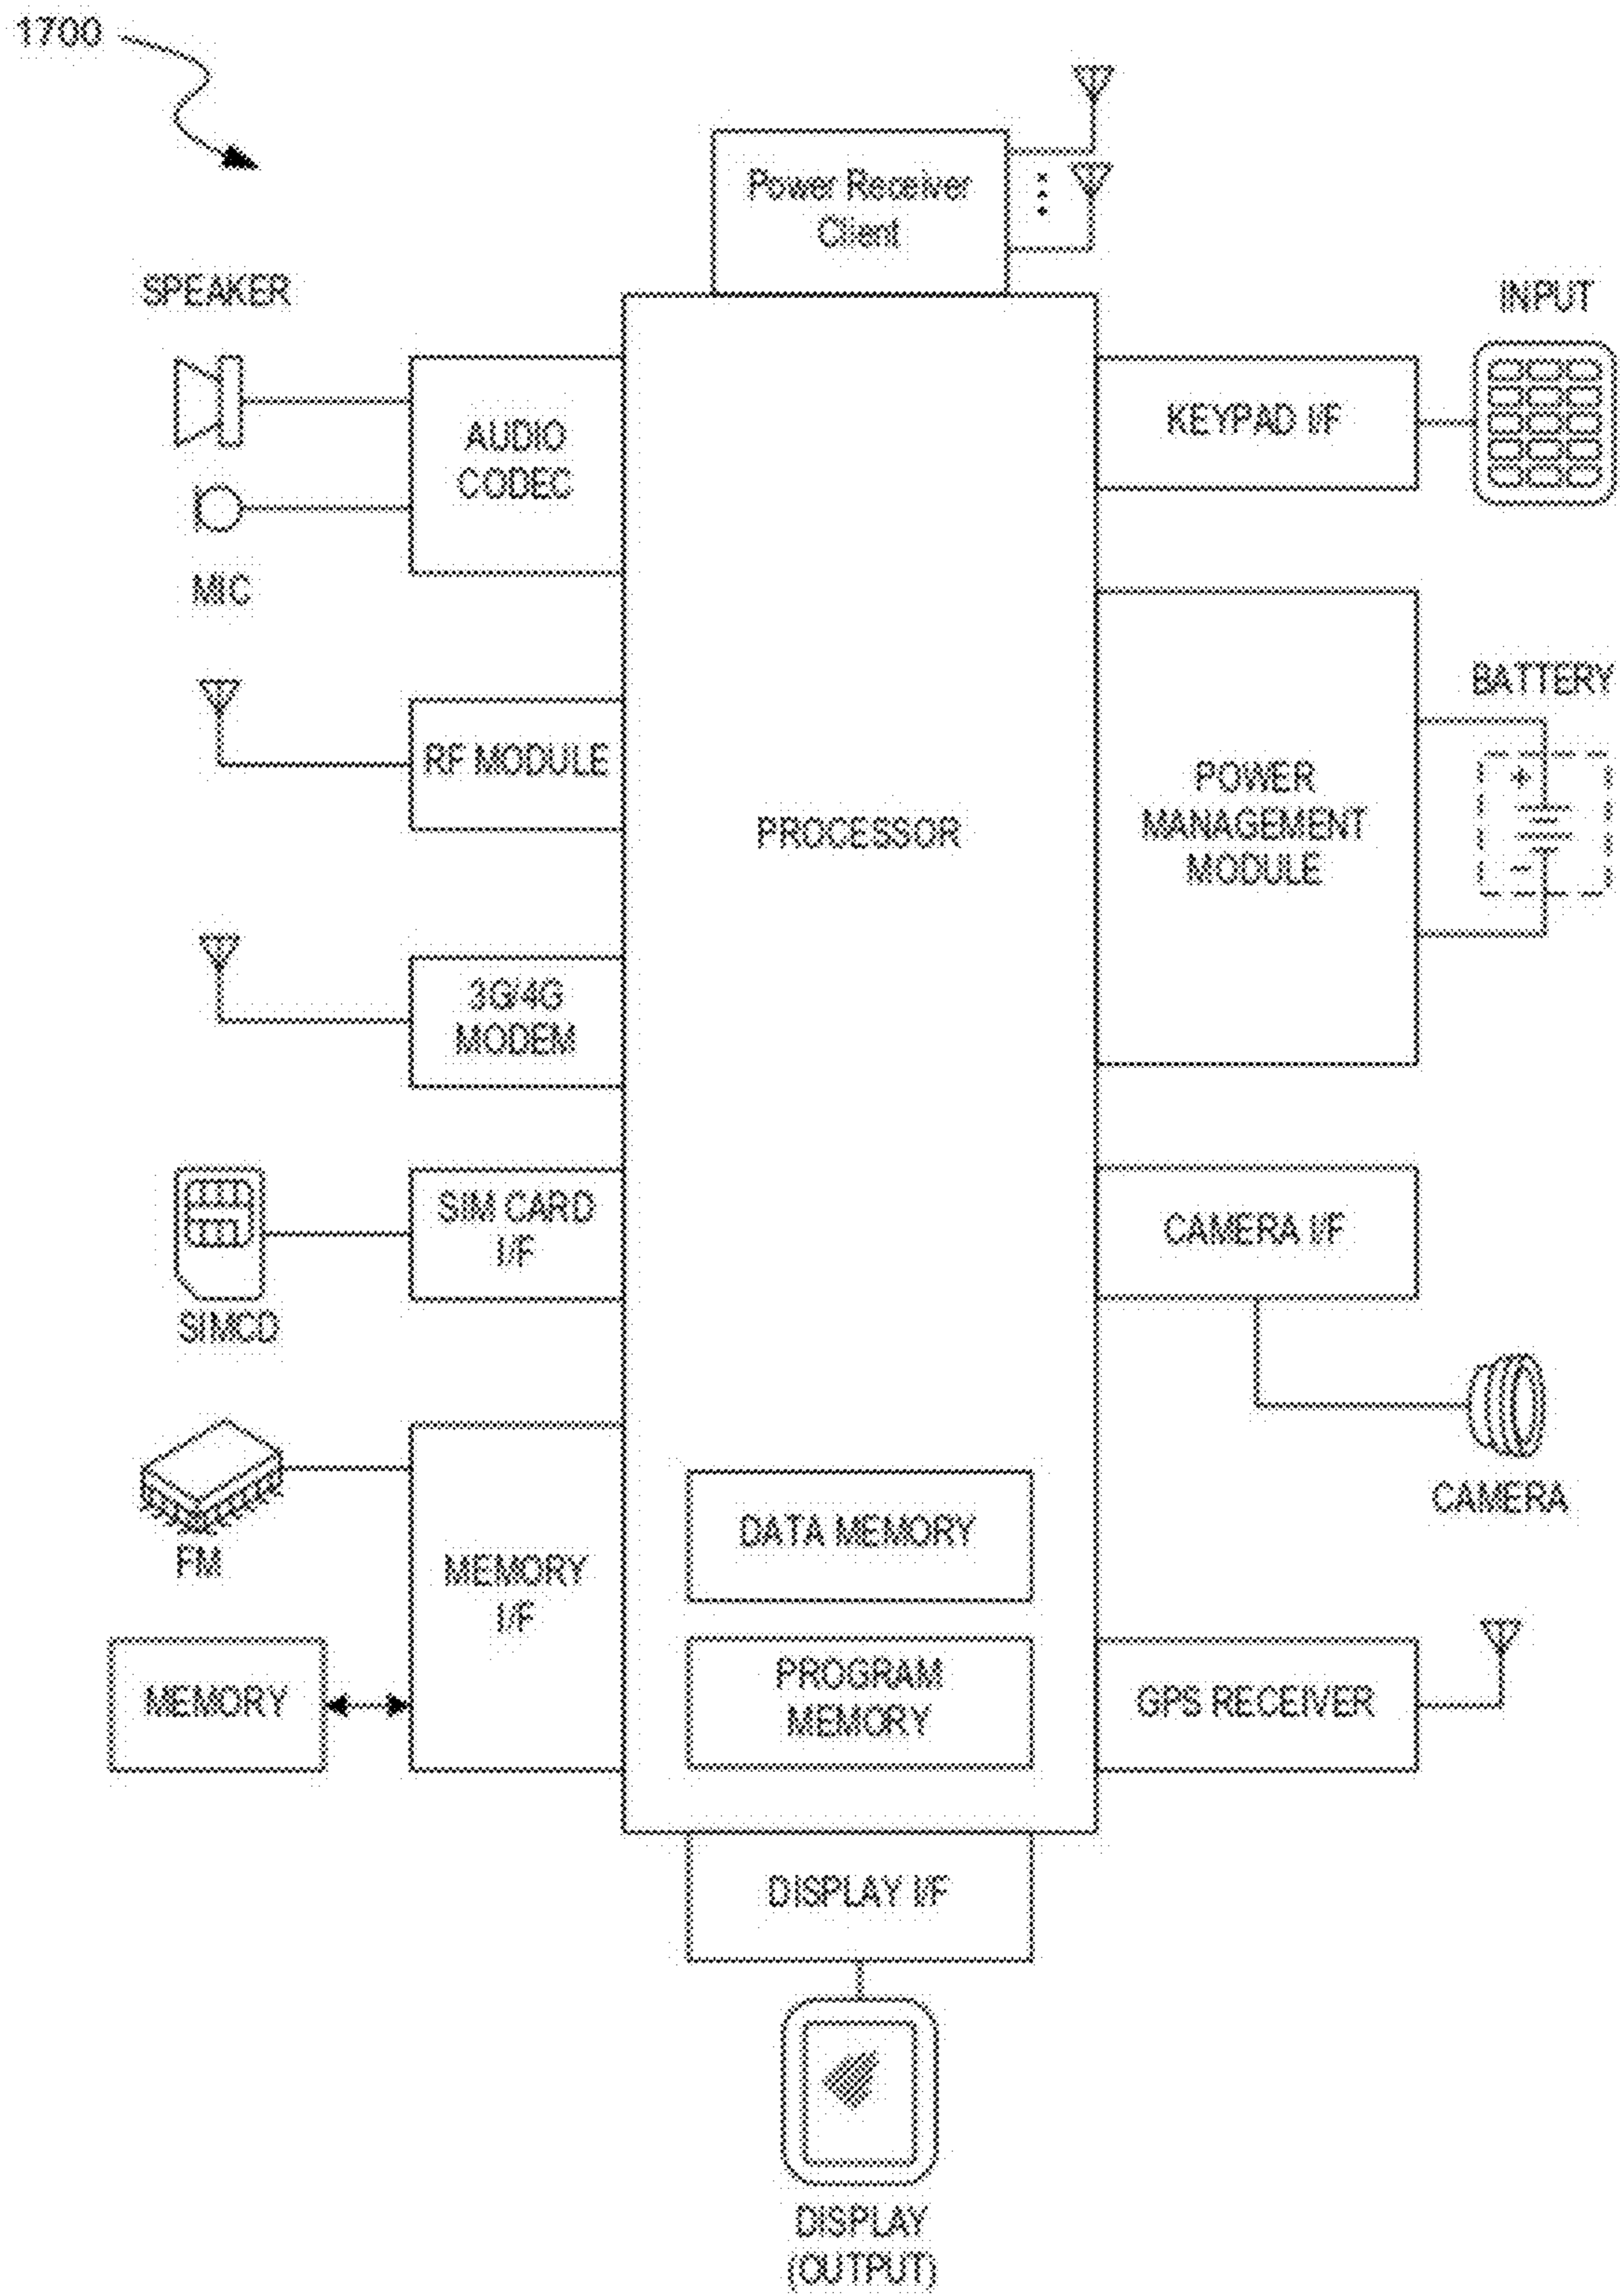 1700
Power Receiver
Client
SPEAKER
INPUT
AUDIO
CODEC
KEYPAD I/F
MIC
BATTERY
RF MODULE
PROCESSOR
POWER
MANAGEMENT
MODULE
+
−
3G/4G
MODEM
SIM CARD
I/F
CAMERA I/F
SIMCD
CAMERA
FM
MEMORY
I/F
DATA MEMORY
MEMORY
PROGRAM
MEMORY
GPS RECEIVER
DISPLAY I/F
DISPLAY
(OUTPUT)